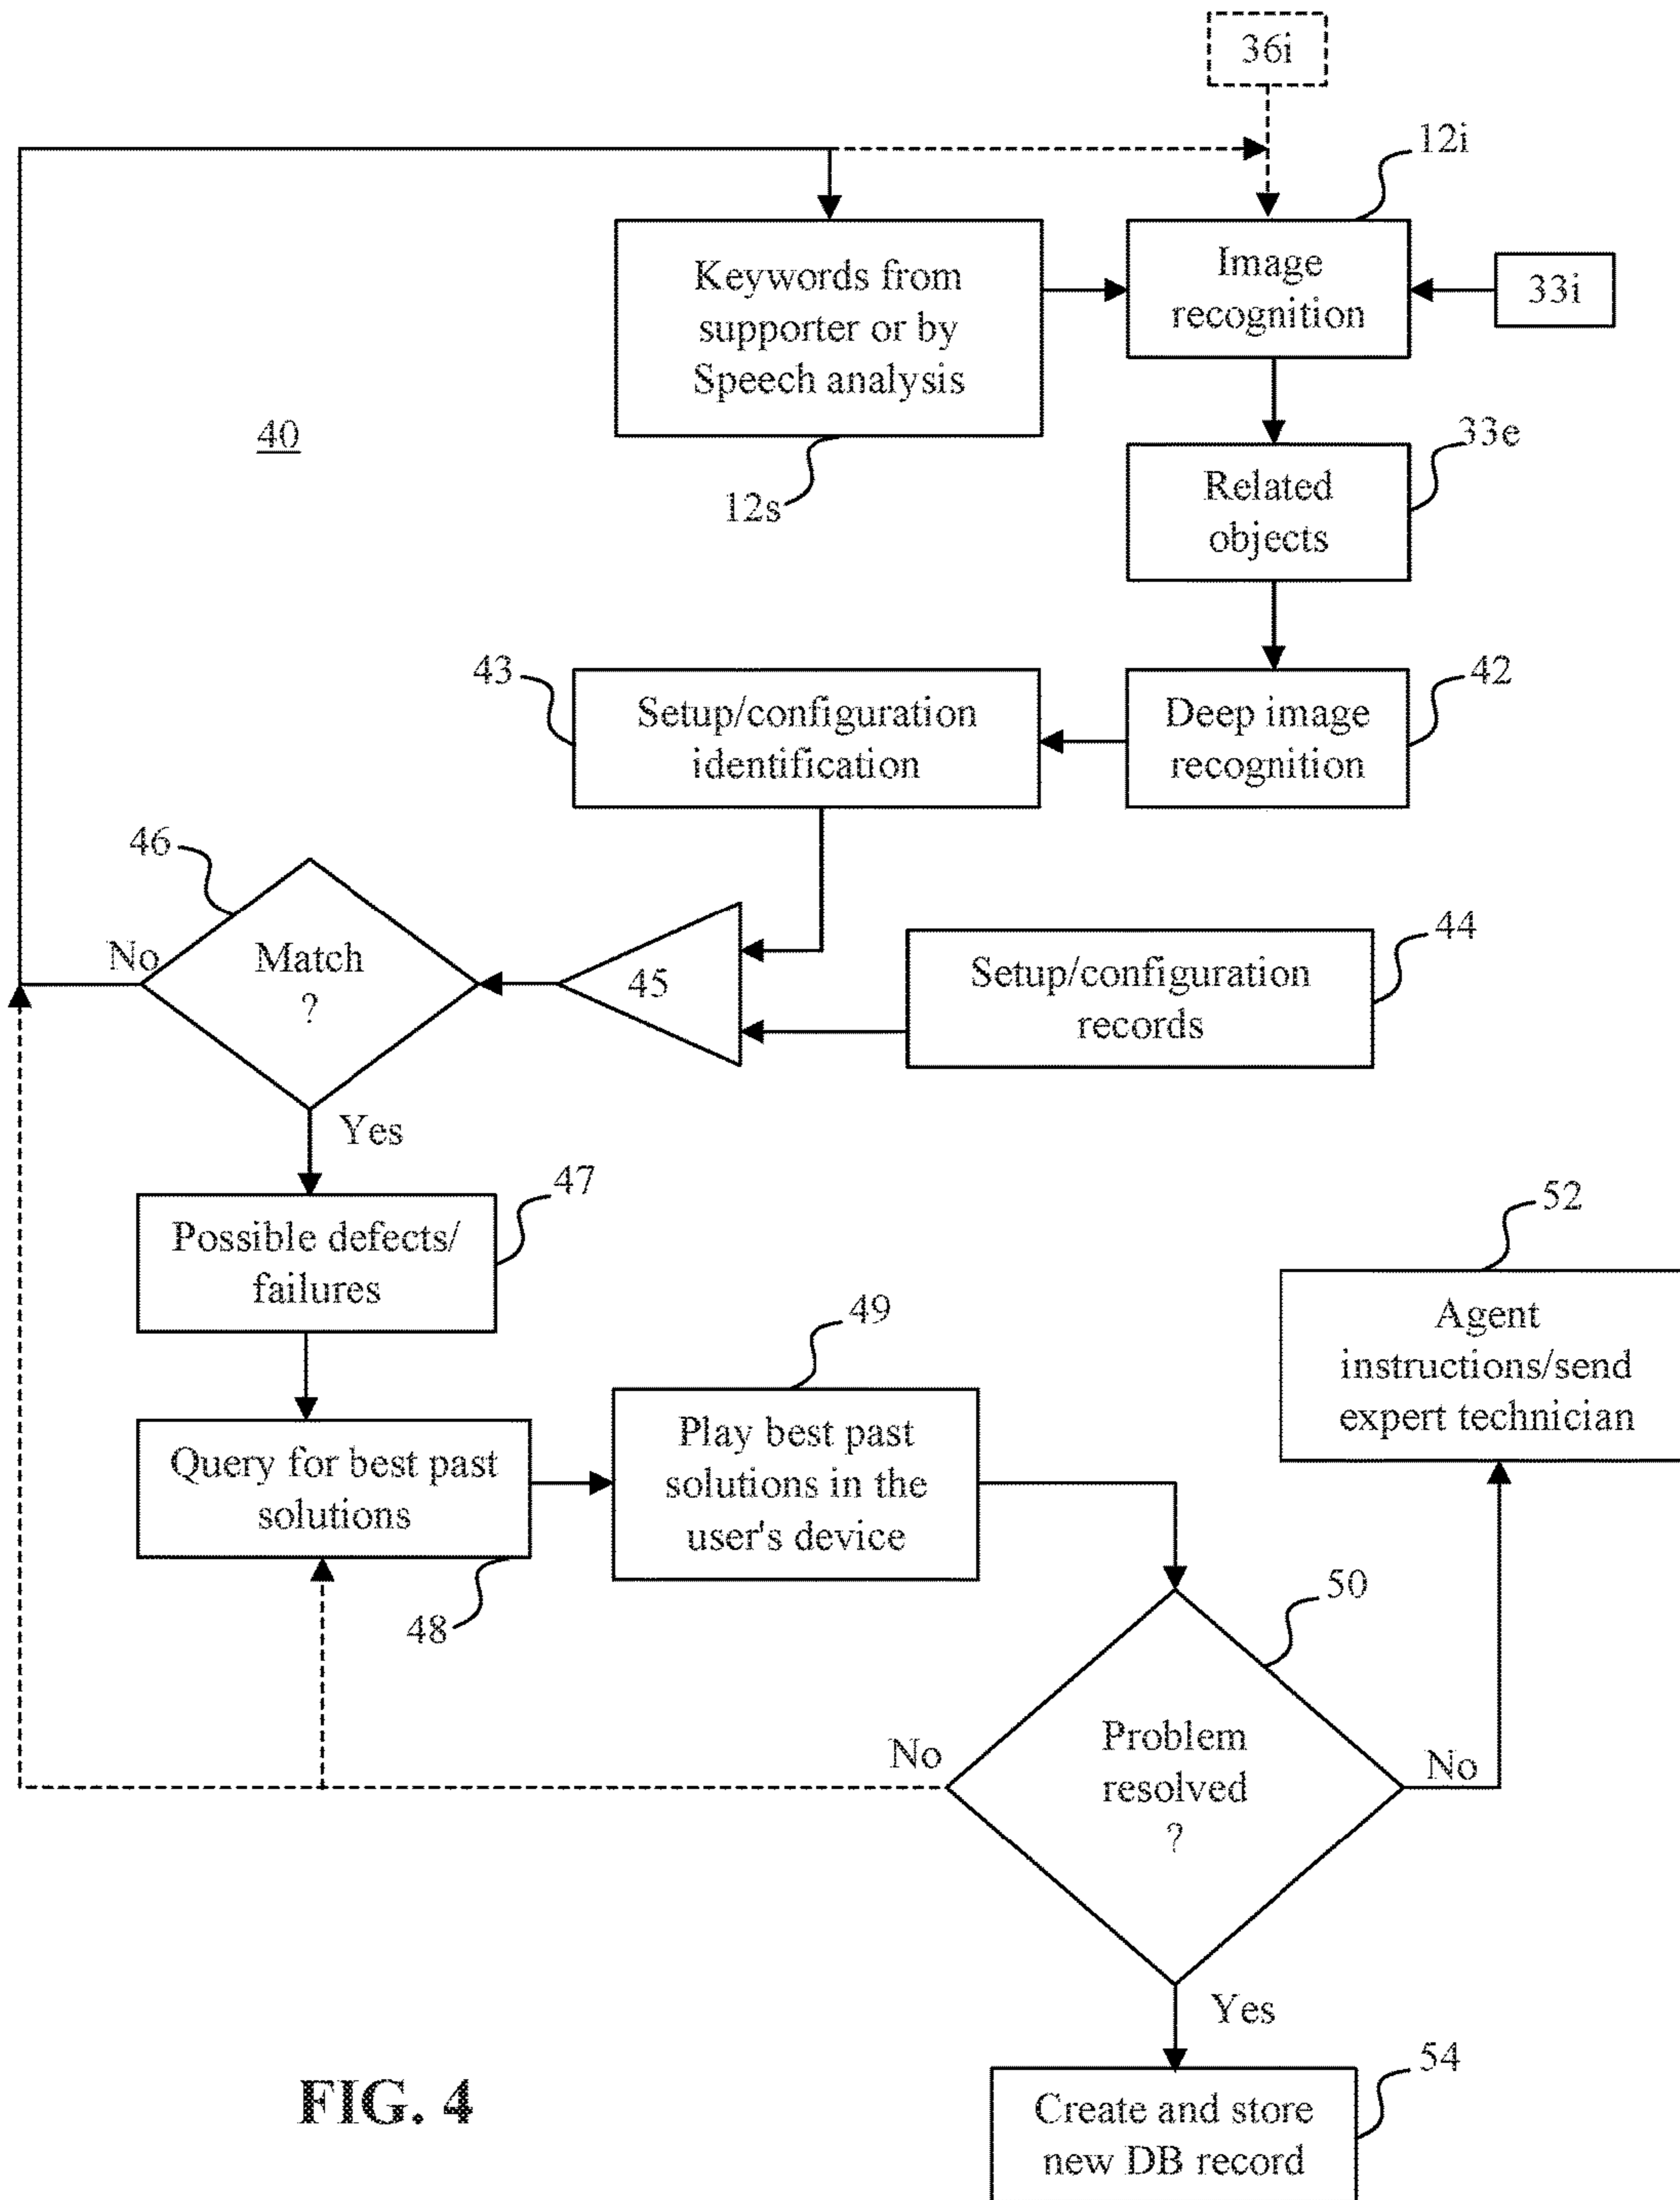 36i
12i
Keywords from
supporter or by
Speech analysis
Image
recognition
33i
40
12s
33e
Related
objects
43
Setup/configuration
identification
42
Deep image
recognition
46
No
Match
?
45
44
Setup/configuration
records
Yes
47
Possible defects/
failures
52
Agent
instructions/send
expert technician
49
Query for best past
solutions
Play best past
solutions in the
user's device
48
50
No
Problem
resolved
?
No
Yes
54
Create and store
new DB record
FIG. 4